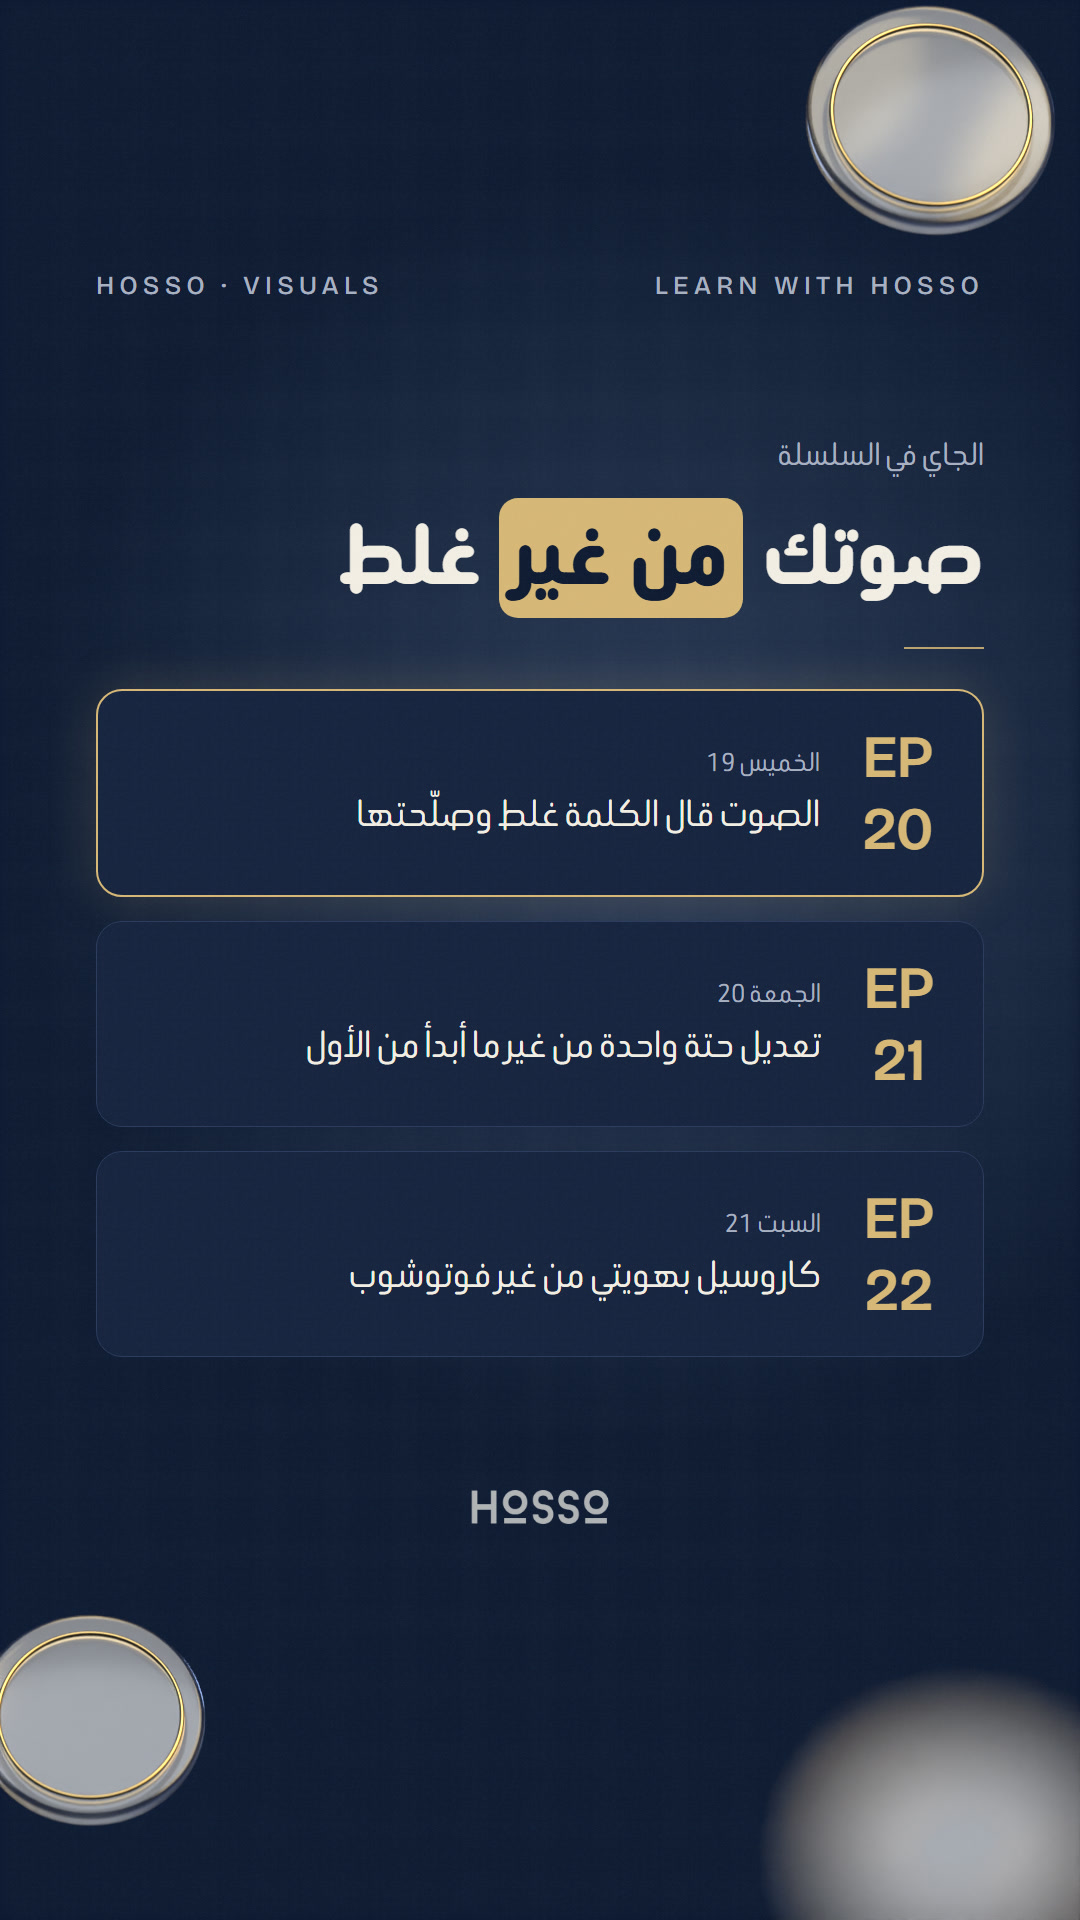 HOSSO · VISUALS
LEARN WITH HOSSO
الجاي في السلسلة
صوتك من غير غلط
EP
20
الخميس 19
الصوت قال الكلمة غلط وصلّحتها
EP
21
الجمعة 20
تعديل حتة واحدة من غير ما أبدأ من الأول
EP
22
السبت 21
كاروسيل بهويتي من غير فوتوشوب
HOSSO